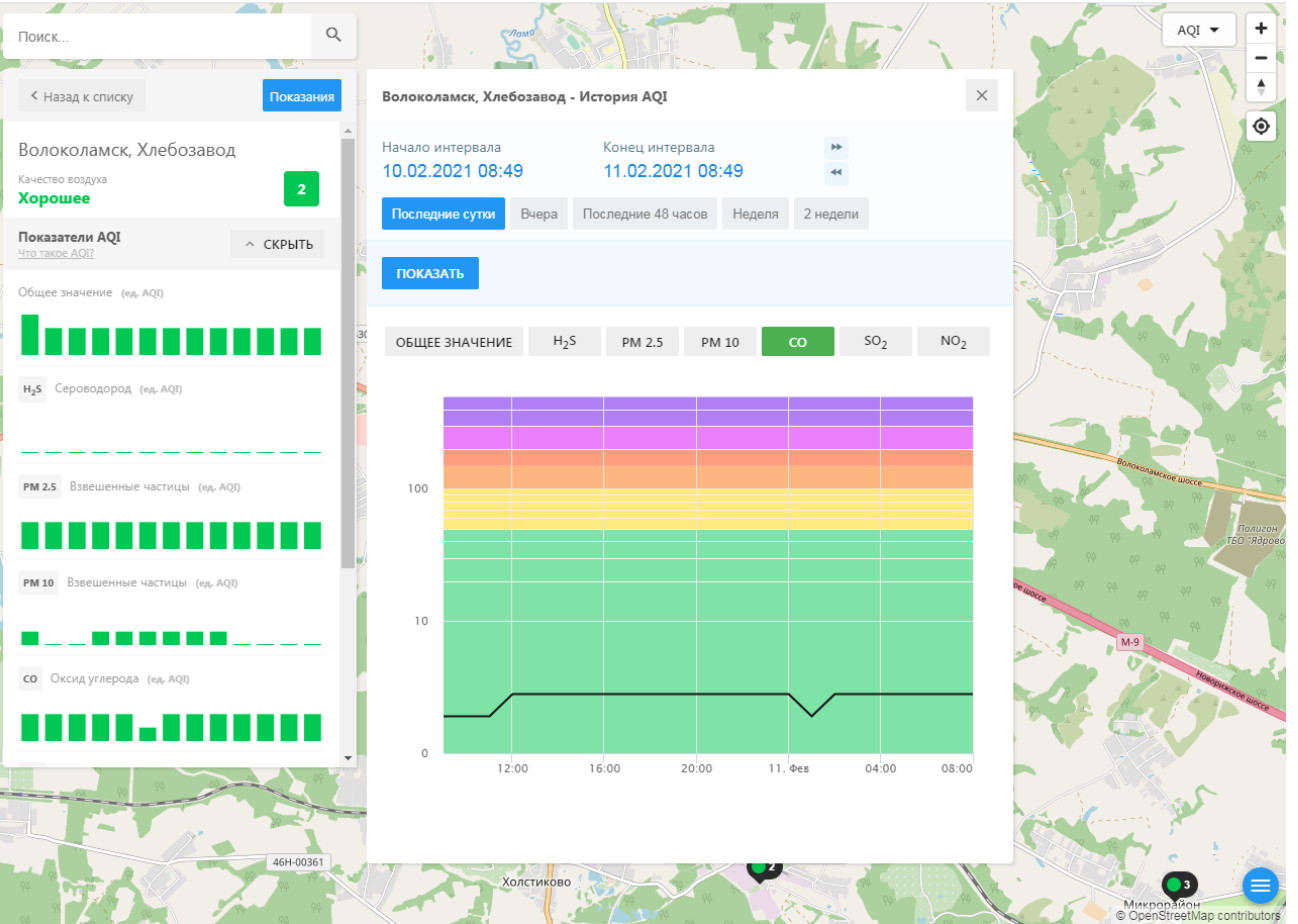 Поиск...
AQI
Назад к списку
Показания
Волоколамск, Хлебозавод
Качество воздуха
Хорошее
2
Показатели AQI
Что такое AQI?
СКРЫТЬ
Общее значение (ед. AQI)
H2S Сероводород (ед. AQI)
PM 2.5 Взвешенные частицы (ед. AQI)
PM 10 Взвешенные частицы (ед. AQI)
CO Оксид углерода (ед. AQI)
Волоколамск, Хлебозавод - История AQI
Начало интервала
10.02.2021 08:49
Конец интервала
11.02.2021 08:49
Последние сутки
Вчера
Последние 48 часов
Неделя
2 недели
ПОКАЗАТЬ
ОБЩЕЕ ЗНАЧЕНИЕ
H2S
PM 2.5
PM 10
CO
SO2
NO2
100
10
0
12:00
16:00
20:00
11. Фев
04:00
08:00
Лама
Волоколамское шоссе
Полигон
ТБО "Ядрово
М-9
Новорижское шоссе
46Н-00361
Холстиково
2
3
Микрорайон
© OpenStreetMap contributors